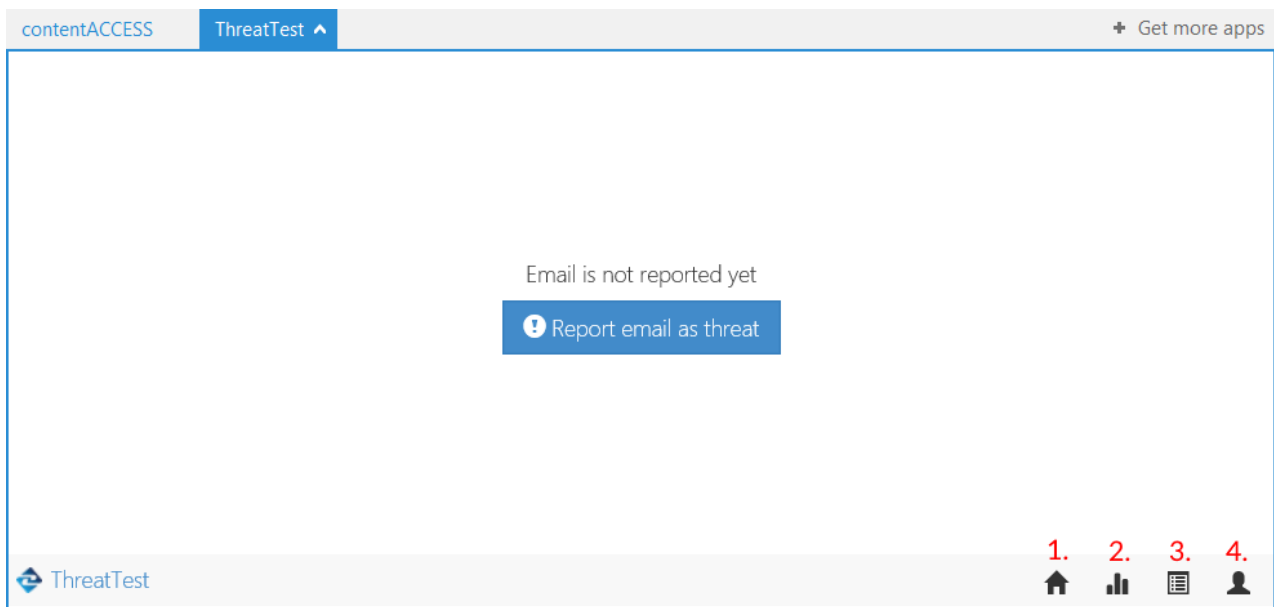 contentACCESS ThreatTest + Get more apps
Email is not reported yet
Report email as threat
1. 2. 3. 4.
ThreatTest